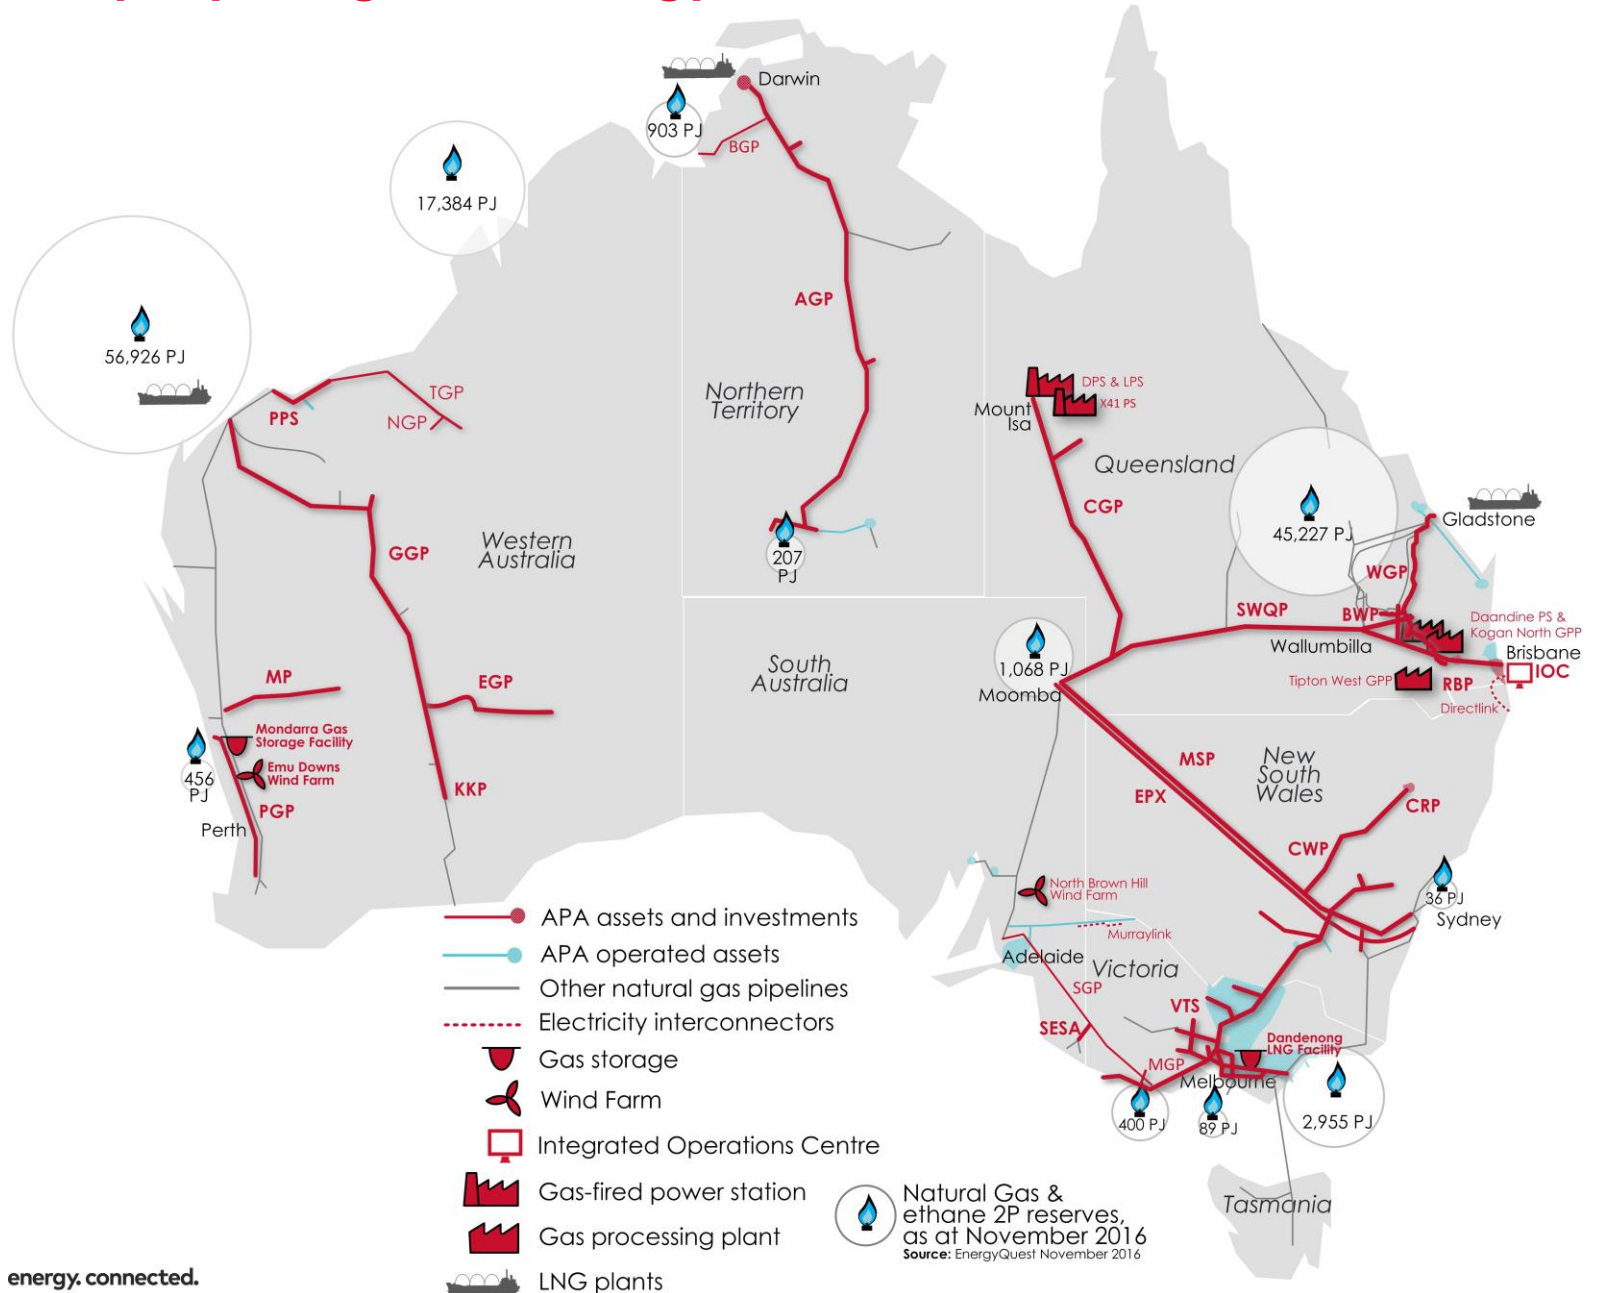 Darwin
903 PJ
BGP
17,384 PJ
56,926 PJ
AGP
TGP
NGP
PPS
Northern
Territory
DPS & LPS
X41 PS
Mount
Isa
Queensland
CGP
45,227 PJ
Gladstone
WGP
207
PJ
Western
Australia
GGP
SWQP
BWP
Wallumbilla
Daandine PS &
Kogan North GPP
Brisbane
IOC
Tipton West GPP
RBP
Directlink
1,068 PJ
Moomba
South
Australia
MP
EGP
Mondarra Gas
Storage Facility
Emu Downs
Wind Farm
456
PJ
PGP
Perth
KKP
MSP
EPX
New
South
Wales
CRP
CWP
36 PJ
Sydney
North Brown Hill
Wind Farm
Murraylink
Adelaide
Victoria
SGP
SESA
VTS
MGP
Dandenong
LNG Facility
Melbourne
400 PJ
89 PJ
2,955 PJ
Tasmania
APA assets and investments
APA operated assets
Other natural gas pipelines
Electricity interconnectors
Gas storage
Wind Farm
Integrated Operations Centre
Gas-fired power station
Gas processing plant
LNG plants
Natural Gas &
ethane 2P reserves,
as at November 2016
Source: EnergyQuest November 2016
energy. connected.